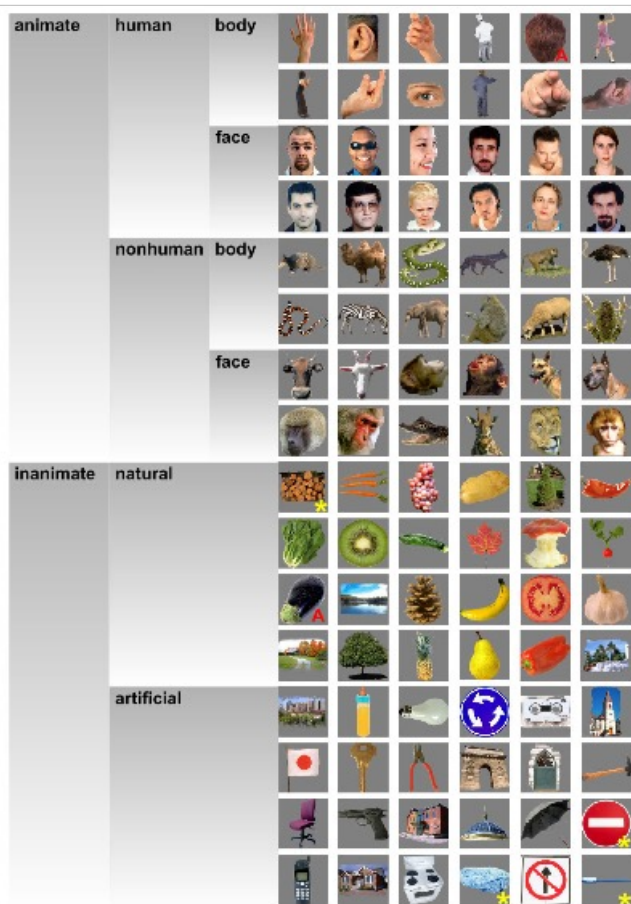 animate human body
A
face
nonhuman body
face
inanimate natural
*
A
artificial
*
* *